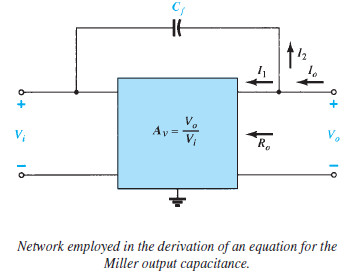 C_f
I_2
I_1
I_o
+
+
V_i
A_v = V_o / V_i
R_o
V_o
−
−
Network employed in the derivation of an equation for the
Miller output capacitance.